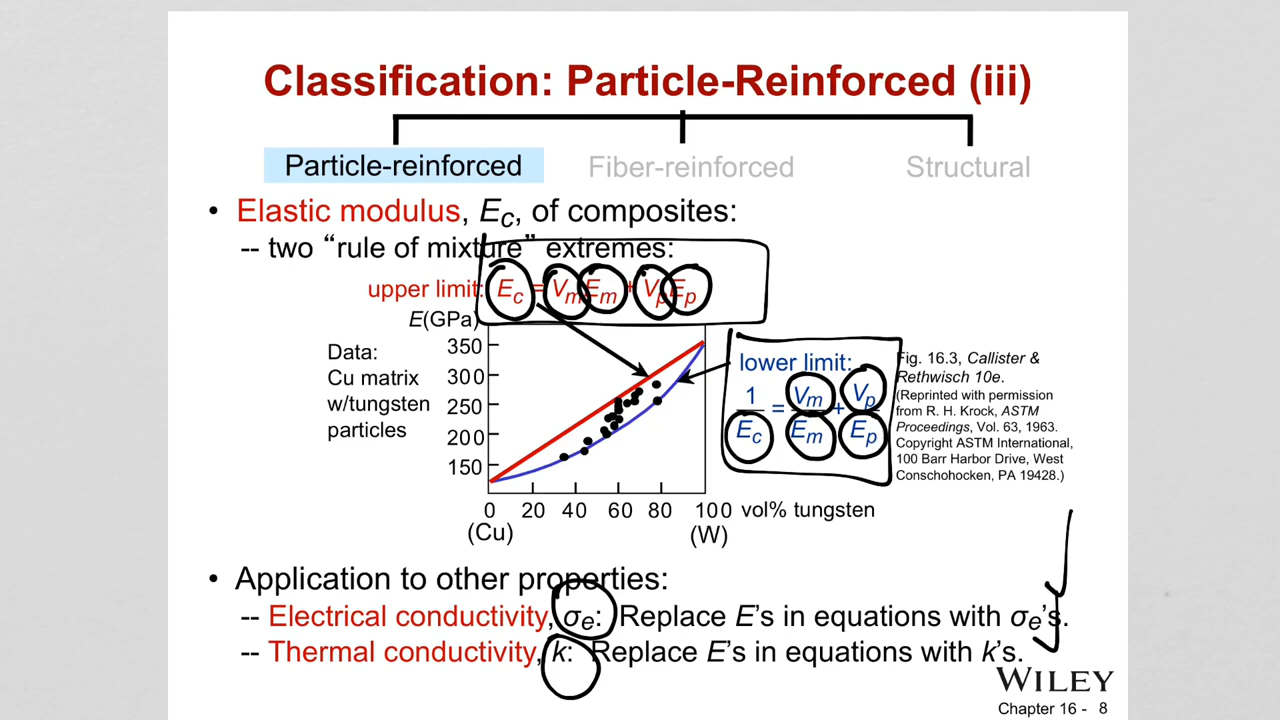 Classification: Particle-Reinforced (iii)
Particle-reinforced Fiber-reinforced Structural
• Elastic modulus, Ec, of composites:
-- two “rule of mixture” extremes:
upper limit: Ec = VmEm + VpEp
E(GPa)
Data:
Cu matrix
w/tungsten
particles
350
300
250
200
150
0 20 40 60 80 100 vol% tungsten
(Cu) (W)
lower limit:
1/Ec = Vm/Em + Vp/Ep
Fig. 16.3, Callister &
Rethwisch 10e.
(Reprinted with permission
from R. H. Krock, ASTM
Proceedings, Vol. 63, 1963.
Copyright ASTM International,
100 Barr Harbor Drive, West
Conschohocken, PA 19428.)
• Application to other properties:
-- Electrical conductivity, σe: Replace E’s in equations with σe’s.
-- Thermal conductivity, k: Replace E’s in equations with k’s.
WILEY
Chapter 16 - 8